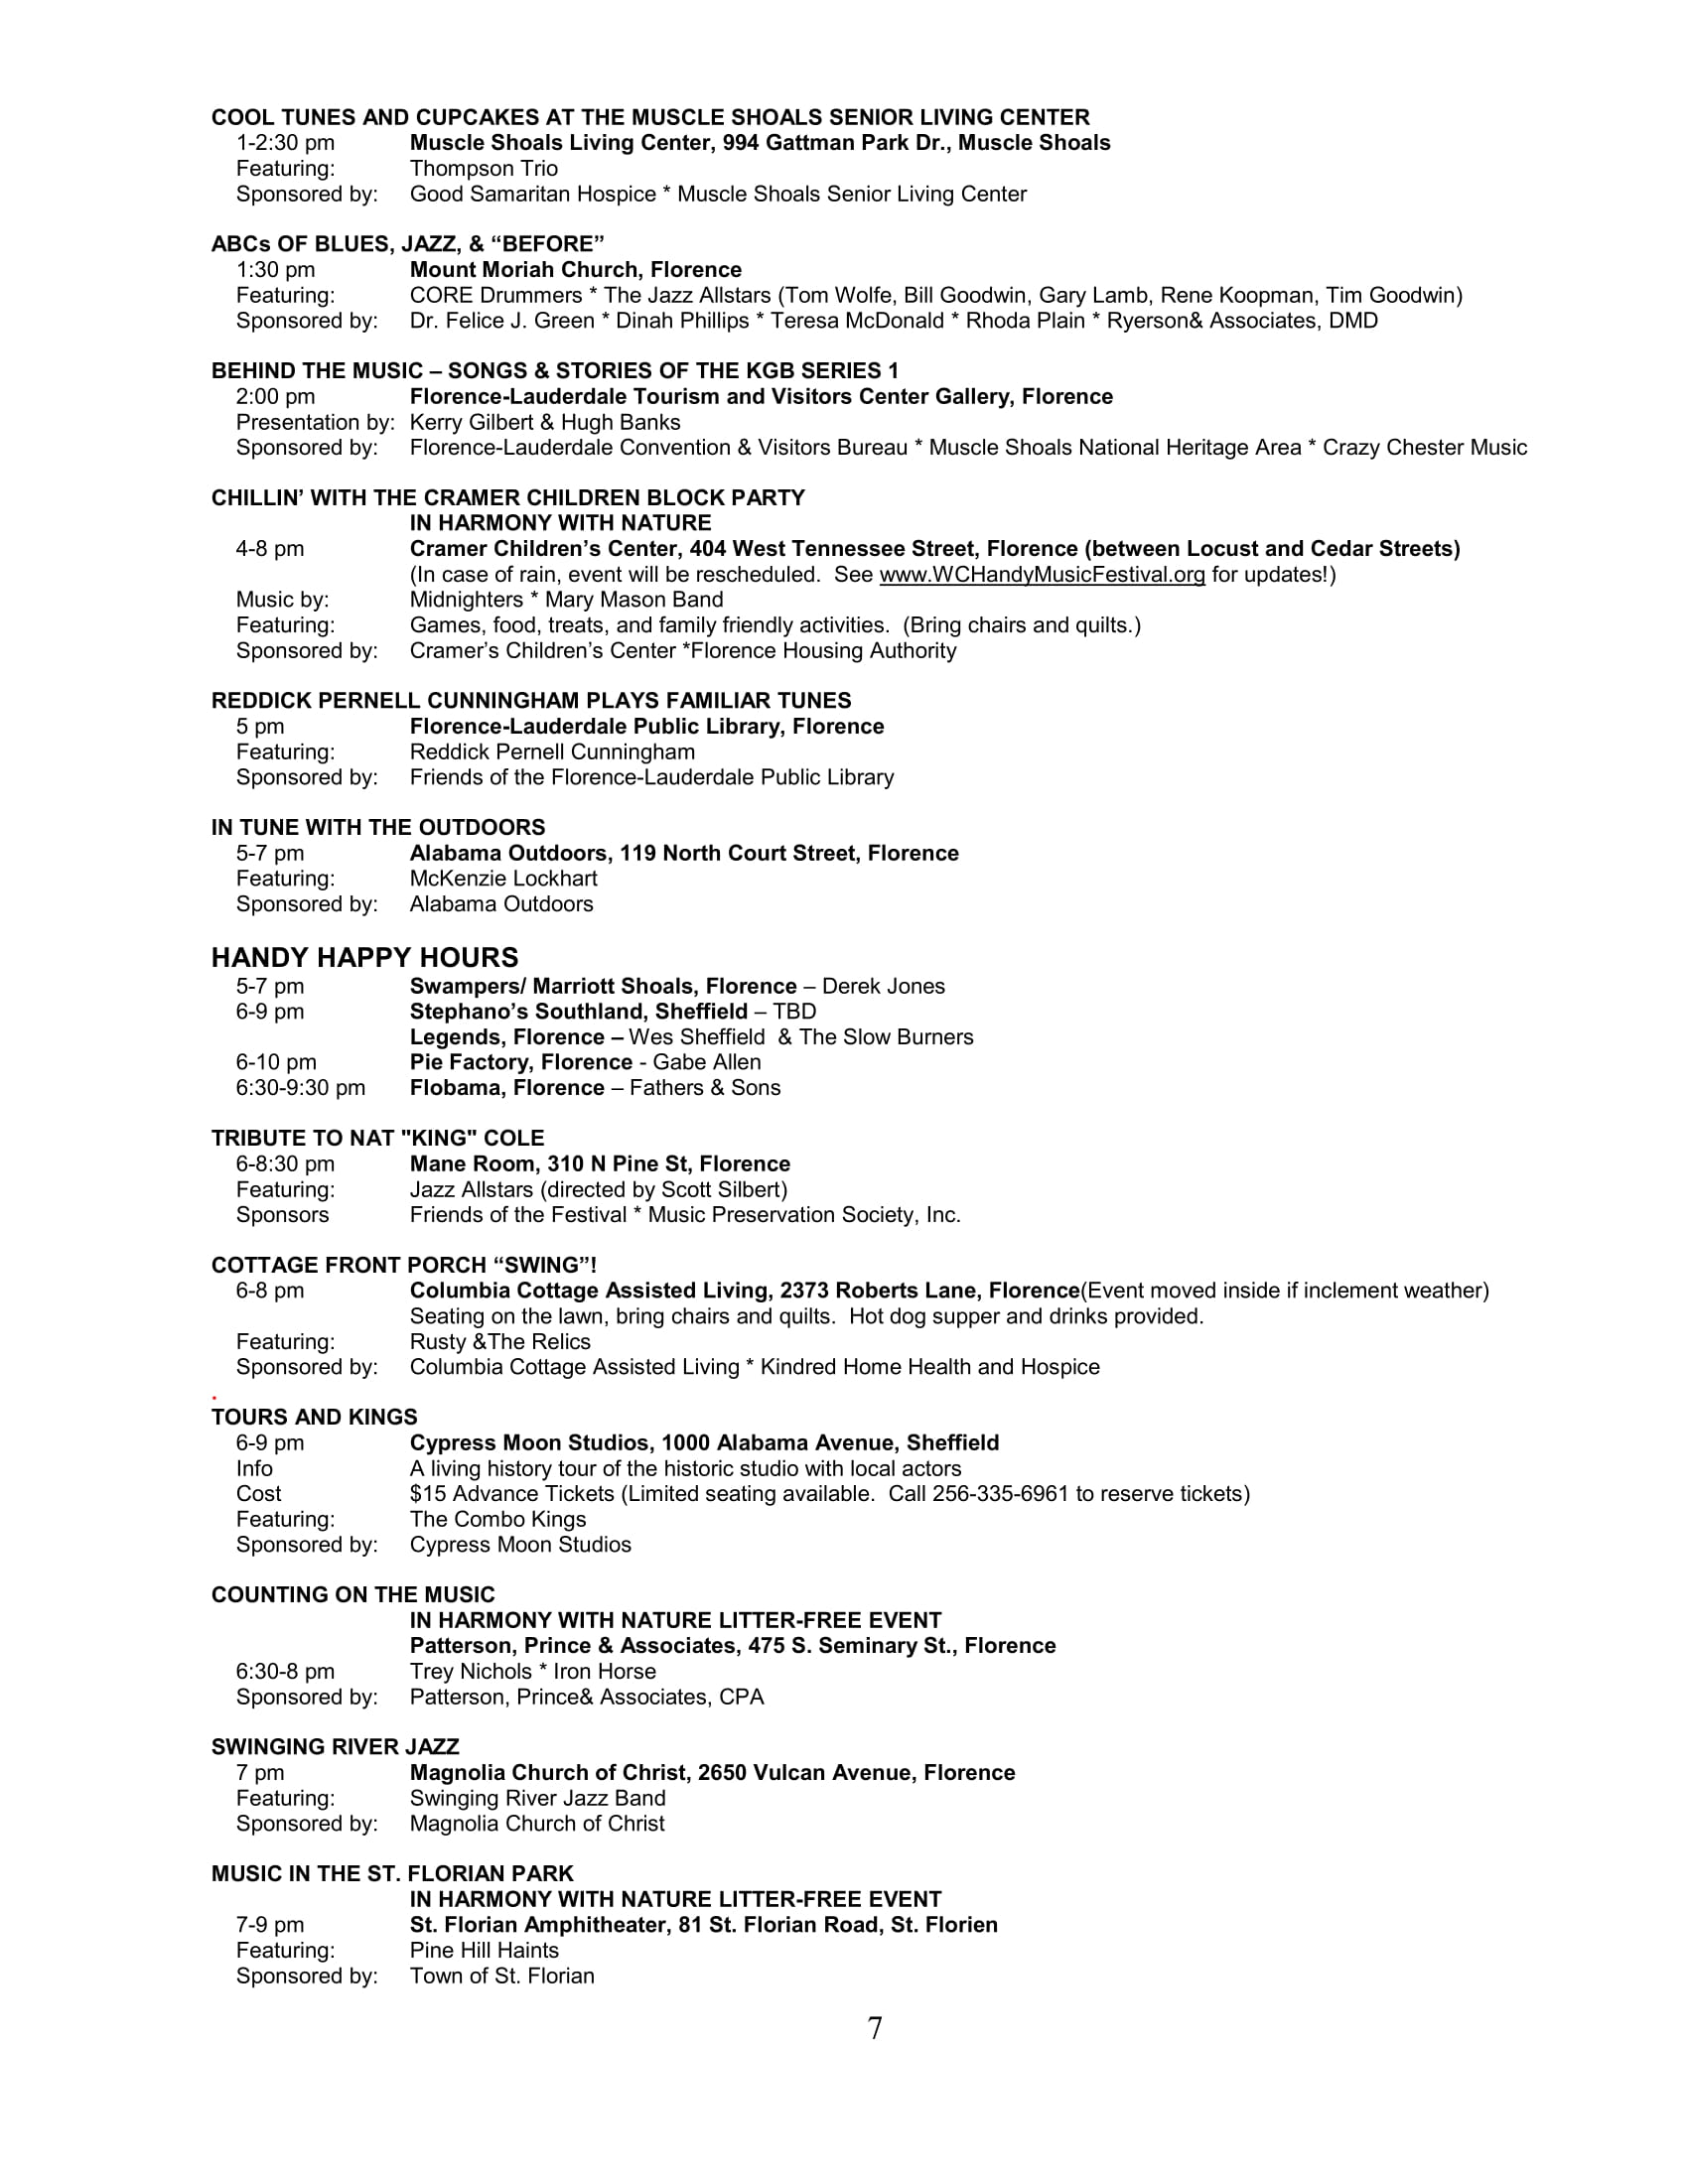 COOL TUNES AND CUPCAKES AT THE MUSCLE SHOALS SENIOR LIVING CENTER
1-2:30 pm Muscle Shoals Living Center, 994 Gattman Park Dr., Muscle Shoals
Featuring: Thompson Trio
Sponsored by: Good Samaritan Hospice * Muscle Shoals Senior Living Center
ABCs OF BLUES, JAZZ, & “BEFORE”
1:30 pm Mount Moriah Church, Florence
Featuring: CORE Drummers * The Jazz Allstars (Tom Wolfe, Bill Goodwin, Gary Lamb, Rene Koopman, Tim Goodwin)
Sponsored by: Dr. Felice J. Green * Dinah Phillips * Teresa McDonald * Rhoda Plain * Ryerson& Associates, DMD
BEHIND THE MUSIC – SONGS & STORIES OF THE KGB SERIES 1
2:00 pm Florence-Lauderdale Tourism and Visitors Center Gallery, Florence
Presentation by: Kerry Gilbert & Hugh Banks
Sponsored by: Florence-Lauderdale Convention & Visitors Bureau * Muscle Shoals National Heritage Area * Crazy Chester Music
CHILLIN’ WITH THE CRAMER CHILDREN BLOCK PARTY
IN HARMONY WITH NATURE
4-8 pm Cramer Children’s Center, 404 West Tennessee Street, Florence (between Locust and Cedar Streets)
(In case of rain, event will be rescheduled. See www.WCHandyMusicFestival.org for updates!)
Music by: Midnighters * Mary Mason Band
Featuring: Games, food, treats, and family friendly activities. (Bring chairs and quilts.)
Sponsored by: Cramer’s Children’s Center *Florence Housing Authority
REDDICK PERNELL CUNNINGHAM PLAYS FAMILIAR TUNES
5 pm Florence-Lauderdale Public Library, Florence
Featuring: Reddick Pernell Cunningham
Sponsored by: Friends of the Florence-Lauderdale Public Library
IN TUNE WITH THE OUTDOORS
5-7 pm Alabama Outdoors, 119 North Court Street, Florence
Featuring: McKenzie Lockhart
Sponsored by: Alabama Outdoors
HANDY HAPPY HOURS
5-7 pm Swampers/ Marriott Shoals, Florence – Derek Jones
6-9 pm Stephano’s Southland, Sheffield – TBD
Legends, Florence – Wes Sheffield & The Slow Burners
6-10 pm Pie Factory, Florence - Gabe Allen
6:30-9:30 pm Flobama, Florence – Fathers & Sons
TRIBUTE TO NAT "KING" COLE
6-8:30 pm Mane Room, 310 N Pine St, Florence
Featuring: Jazz Allstars (directed by Scott Silbert)
Sponsors Friends of the Festival * Music Preservation Society, Inc.
COTTAGE FRONT PORCH “SWING”!
6-8 pm Columbia Cottage Assisted Living, 2373 Roberts Lane, Florence(Event moved inside if inclement weather)
Seating on the lawn, bring chairs and quilts. Hot dog supper and drinks provided.
Featuring: Rusty &The Relics
Sponsored by: Columbia Cottage Assisted Living * Kindred Home Health and Hospice
.
TOURS AND KINGS
6-9 pm Cypress Moon Studios, 1000 Alabama Avenue, Sheffield
Info A living history tour of the historic studio with local actors
Cost $15 Advance Tickets (Limited seating available. Call 256-335-6961 to reserve tickets)
Featuring: The Combo Kings
Sponsored by: Cypress Moon Studios
COUNTING ON THE MUSIC
IN HARMONY WITH NATURE LITTER-FREE EVENT
Patterson, Prince & Associates, 475 S. Seminary St., Florence
6:30-8 pm Trey Nichols * Iron Horse
Sponsored by: Patterson, Prince& Associates, CPA
SWINGING RIVER JAZZ
7 pm Magnolia Church of Christ, 2650 Vulcan Avenue, Florence
Featuring: Swinging River Jazz Band
Sponsored by: Magnolia Church of Christ
MUSIC IN THE ST. FLORIAN PARK
IN HARMONY WITH NATURE LITTER-FREE EVENT
7-9 pm St. Florian Amphitheater, 81 St. Florian Road, St. Florien
Featuring: Pine Hill Haints
Sponsored by: Town of St. Florian
7